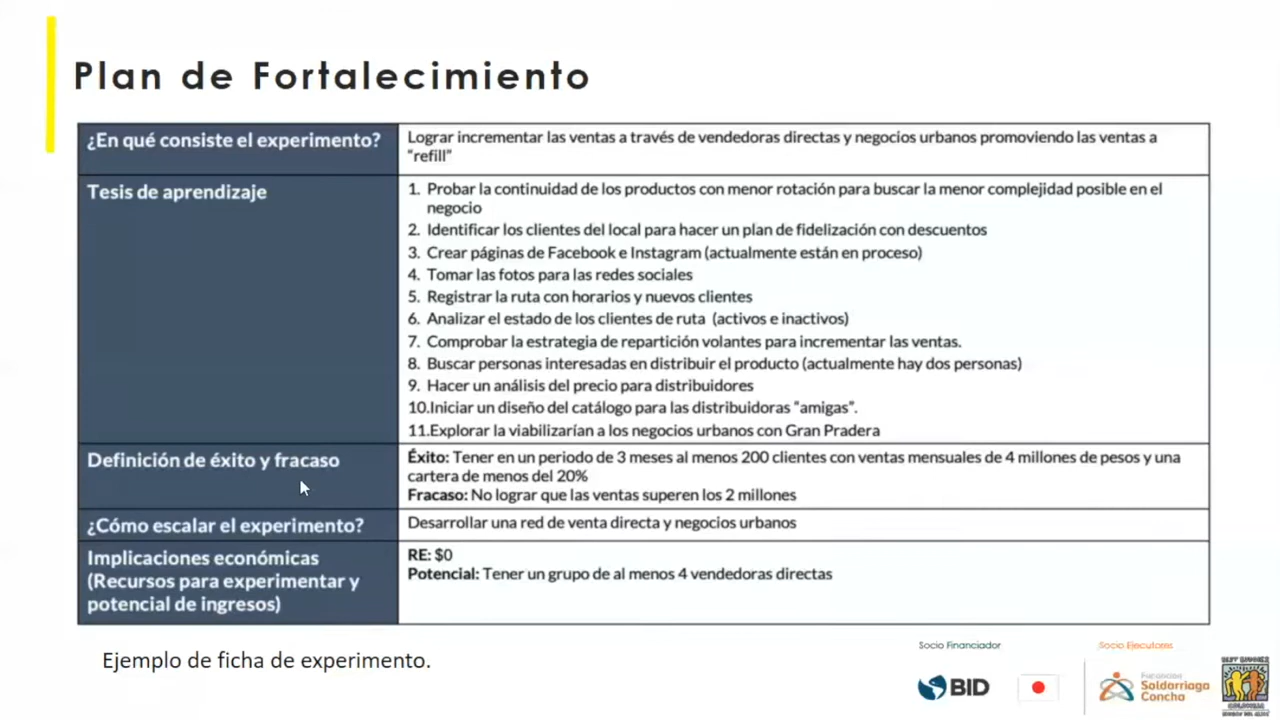 Plan de Fortalecimiento
¿En qué consiste el experimento?
Lograr incrementar las ventas a través de vendedoras directas y negocios urbanos promoviendo las ventas a
“refill”
Tesis de aprendizaje
1. Probar la continuidad de los productos con menor rotación para buscar la menor complejidad posible en el
negocio
2. Identificar los clientes del local para hacer un plan de fidelización con descuentos
3. Crear páginas de Facebook e Instagram (actualmente están en proceso)
4. Tomar las fotos para las redes sociales
5. Registrar la ruta con horarios y nuevos clientes
6. Analizar el estado de los clientes de ruta (activos e inactivos)
7. Comprobar la estrategia de repartición volantes para incrementar las ventas.
8. Buscar personas interesadas en distribuir el producto (actualmente hay dos personas)
9. Hacer un análisis del precio para distribuidores
10.Iniciar un diseño del catálogo para las distribuidoras “amigas”.
11.Explorar la viabilizarían a los negocios urbanos con Gran Pradera
Definición de éxito y fracaso
Éxito: Tener en un periodo de 3 meses al menos 200 clientes con ventas mensuales de 4 millones de pesos y una
cartera de menos del 20%
Fracaso: No lograr que las ventas superen los 2 millones
¿Cómo escalar el experimento?
Desarrollar una red de venta directa y negocios urbanos
Implicaciones económicas
(Recursos para experimentar y
potencial de ingresos)
RE: $0
Potencial: Tener un grupo de al menos 4 vendedoras directas
Ejemplo de ficha de experimento.
Socio Financiador
Socio Ejecutores
BID
Fundación
Saldarriaga
Concha
BEST BUDDIES
COLOMBIA